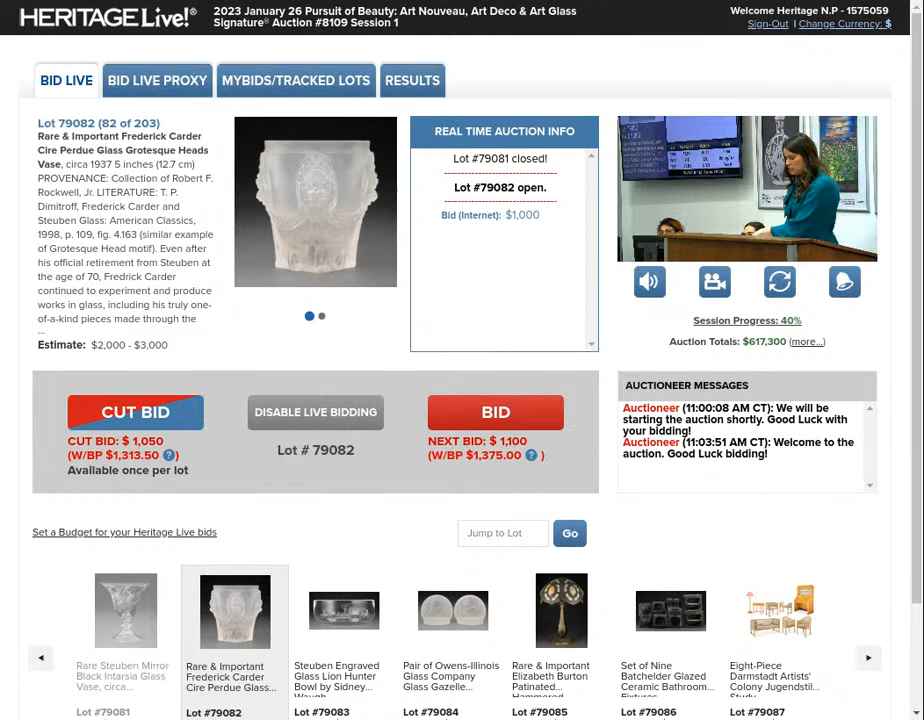 HERITAGE Live!®
2023 January 26 Pursuit of Beauty: Art Nouveau, Art Deco & Art Glass
Signature® Auction #8109 Session 1
Welcome Heritage N.P - 1575059
Sign-Out | Change Currency: $
BID LIVE
BID LIVE PROXY
MYBIDS/TRACKED LOTS
RESULTS
Lot 79082 (82 of 203)
Rare & Important Frederick Carder
Cire Perdue Glass Grotesque Heads
Vase, circa 1937 5 inches (12.7 cm)
PROVENANCE: Collection of Robert F.
Rockwell, Jr. LITERATURE: T. P.
Dimitroff, Frederick Carder and
Steuben Glass: American Classics,
1998, p. 109, fig. 4.163 (similar example
of Grotesque Head motif). Even after
his official retirement from Steuben at
the age of 70, Fredrick Carder
continued to experiment and produce
works in glass, including his truly one-
of-a-kind pieces made through the
...
Estimate: $2,000 - $3,000
REAL TIME AUCTION INFO
Lot #79081 closed!
Lot #79082 open.
Bid (Internet): $1,000
Session Progress: 40%
Auction Totals: $617,300 (more...)
CUT BID
CUT BID: $ 1,050
(W/BP $1,313.50 ? )
Available once per lot
DISABLE LIVE BIDDING
Lot # 79082
BID
NEXT BID: $ 1,100
(W/BP $1,375.00 ? )
AUCTIONEER MESSAGES
Auctioneer (11:00:08 AM CT): We will be
starting the auction shortly. Good Luck with
your bidding!
Auctioneer (11:03:51 AM CT): Welcome to the
auction. Good Luck bidding!
Set a Budget for your Heritage Live bids
Jump to Lot
Go
Rare Steuben Mirror
Black Intarsia Glass
Vase, circa...
Lot #79081
Rare & Important
Frederick Carder
Cire Perdue Glass...
Lot #79082
Steuben Engraved
Glass Lion Hunter
Bowl by Sidney...
Waugh
Lot #79083
Pair of Owens-Illinois
Glass Company
Glass Gazelle...
Lot #79084
Rare & Important
Elizabeth Burton
Patinated...
Hammered
Lot #79085
Set of Nine
Batchelder Glazed
Ceramic Bathroom...
Fixtures
Lot #79086
Eight-Piece
Darmstadt Artists'
Colony Jugendstil...
Study
Lot #79087